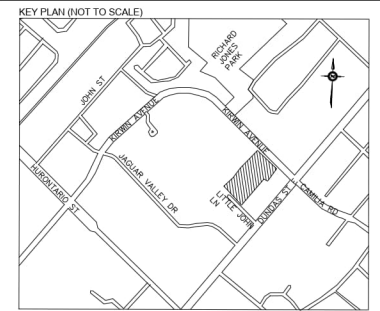 KEY PLAN (NOT TO SCALE)
RICHARD
JONES
PARK
JOHN ST
KIRWIN AVENUE
KIRWIN AVENUE
JAGUAR VALLEY DR
HURONTARIO ST
LITTLE JOHN
LN
DUNDAS ST E
CAMILIA RD